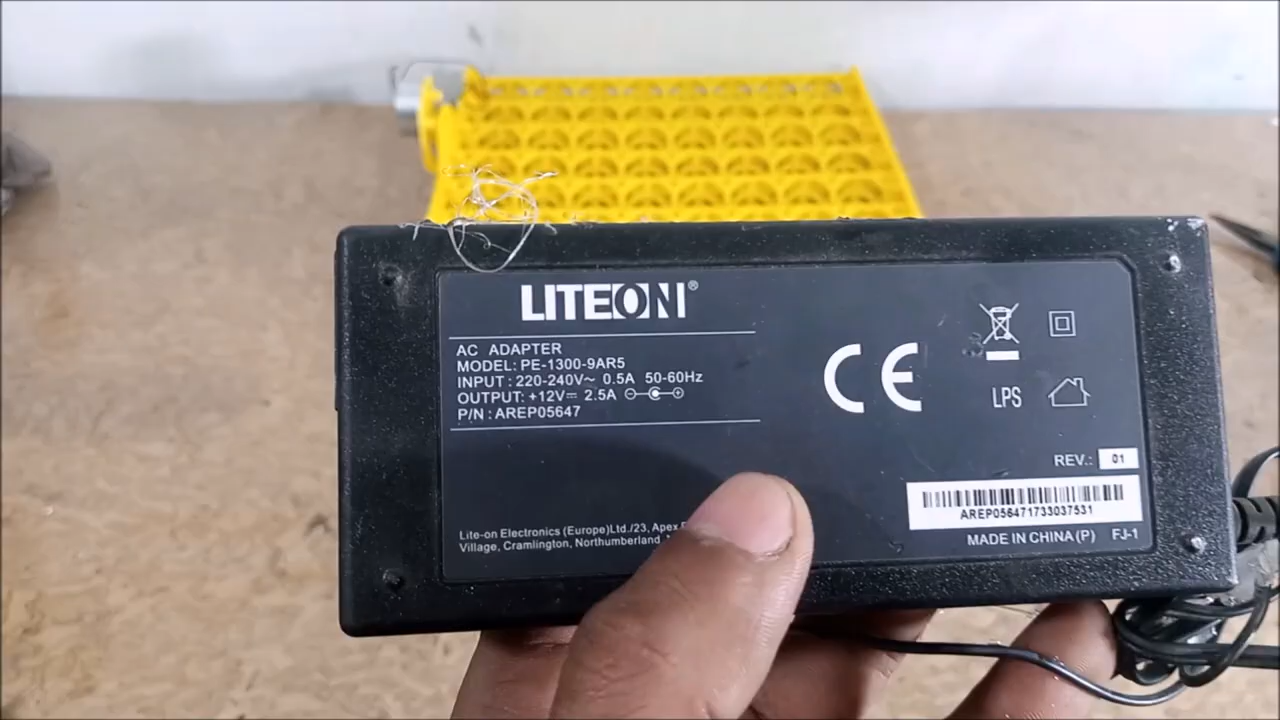 LITEON®
AC ADAPTER
MODEL: PE-1300-9AR5
INPUT : 220-240V~ 0.5A 50-60Hz
OUTPUT: +12V⎓ 2.5A
P/N : AREP05647
CE
LPS
REV.: 01
AREP056471733037531
Lite-on Electronics (Europe)Ltd./23, Apex
Village, Cramlington, Northumberland,
MADE IN CHINA (P) FJ-1